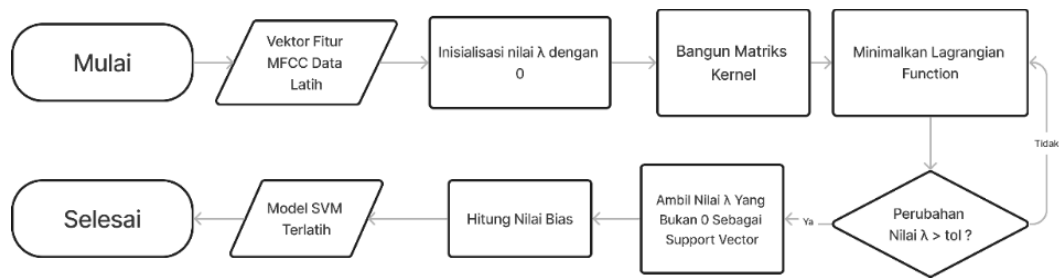 Mulai
Vektor Fitur
MFCC Data
Latih
Inisialisasi nilai λ dengan
0
Bangun Matriks
Kernel
Minimalkan Lagrangian
Function
Tidak
Perubahan
Nilai λ > tol ?
Ya
Ambil Nilai λ Yang
Bukan 0 Sebagai
Support Vector
Hitung Nilai Bias
Model SVM
Terlatih
Selesai